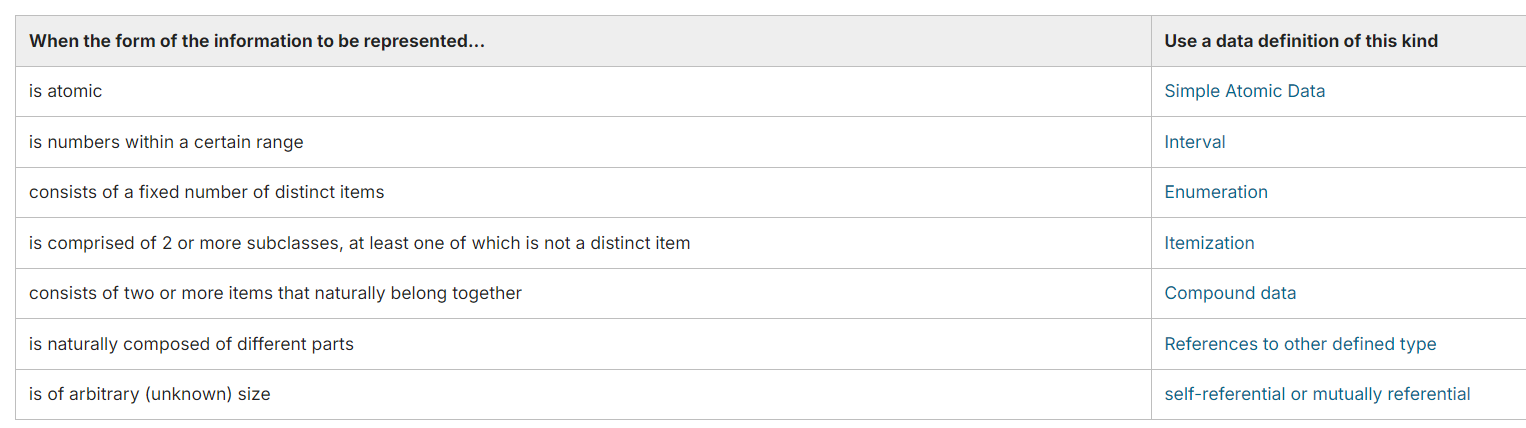 When the form of the information to be represented... Use a data definition of this kind
is atomic Simple Atomic Data
is numbers within a certain range Interval
consists of a fixed number of distinct items Enumeration
is comprised of 2 or more subclasses, at least one of which is not a distinct item Itemization
consists of two or more items that naturally belong together Compound data
is naturally composed of different parts References to other defined type
is of arbitrary (unknown) size self-referential or mutually referential